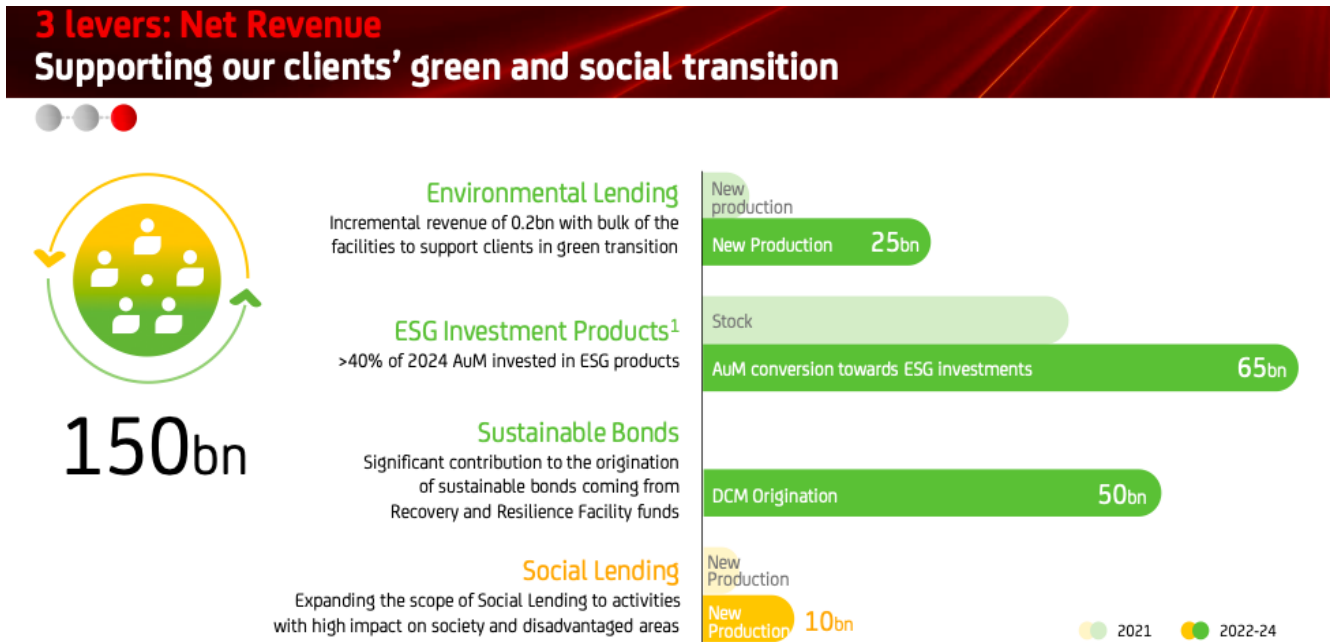 3 levers: Net Revenue
Supporting our clients’ green and social transition
150bn
Environmental Lending
Incremental revenue of 0.2bn with bulk of the
facilities to support clients in green transition
New
production
New Production 25bn
ESG Investment Products1
>40% of 2024 AuM invested in ESG products
Stock
AuM conversion towards ESG investments 65bn
Sustainable Bonds
Significant contribution to the origination
of sustainable bonds coming from
Recovery and Resilience Facility funds
DCM Origination 50bn
Social Lending
Expanding the scope of Social Lending to activities
with high impact on society and disadvantaged areas
New
Production
New
Production 10bn
2021 2022-24